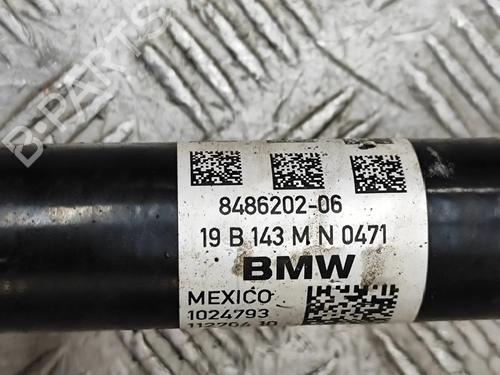 B-PARTS
8486202-06
19 B 143 M N 0471
BMW
MEXICO
1024793